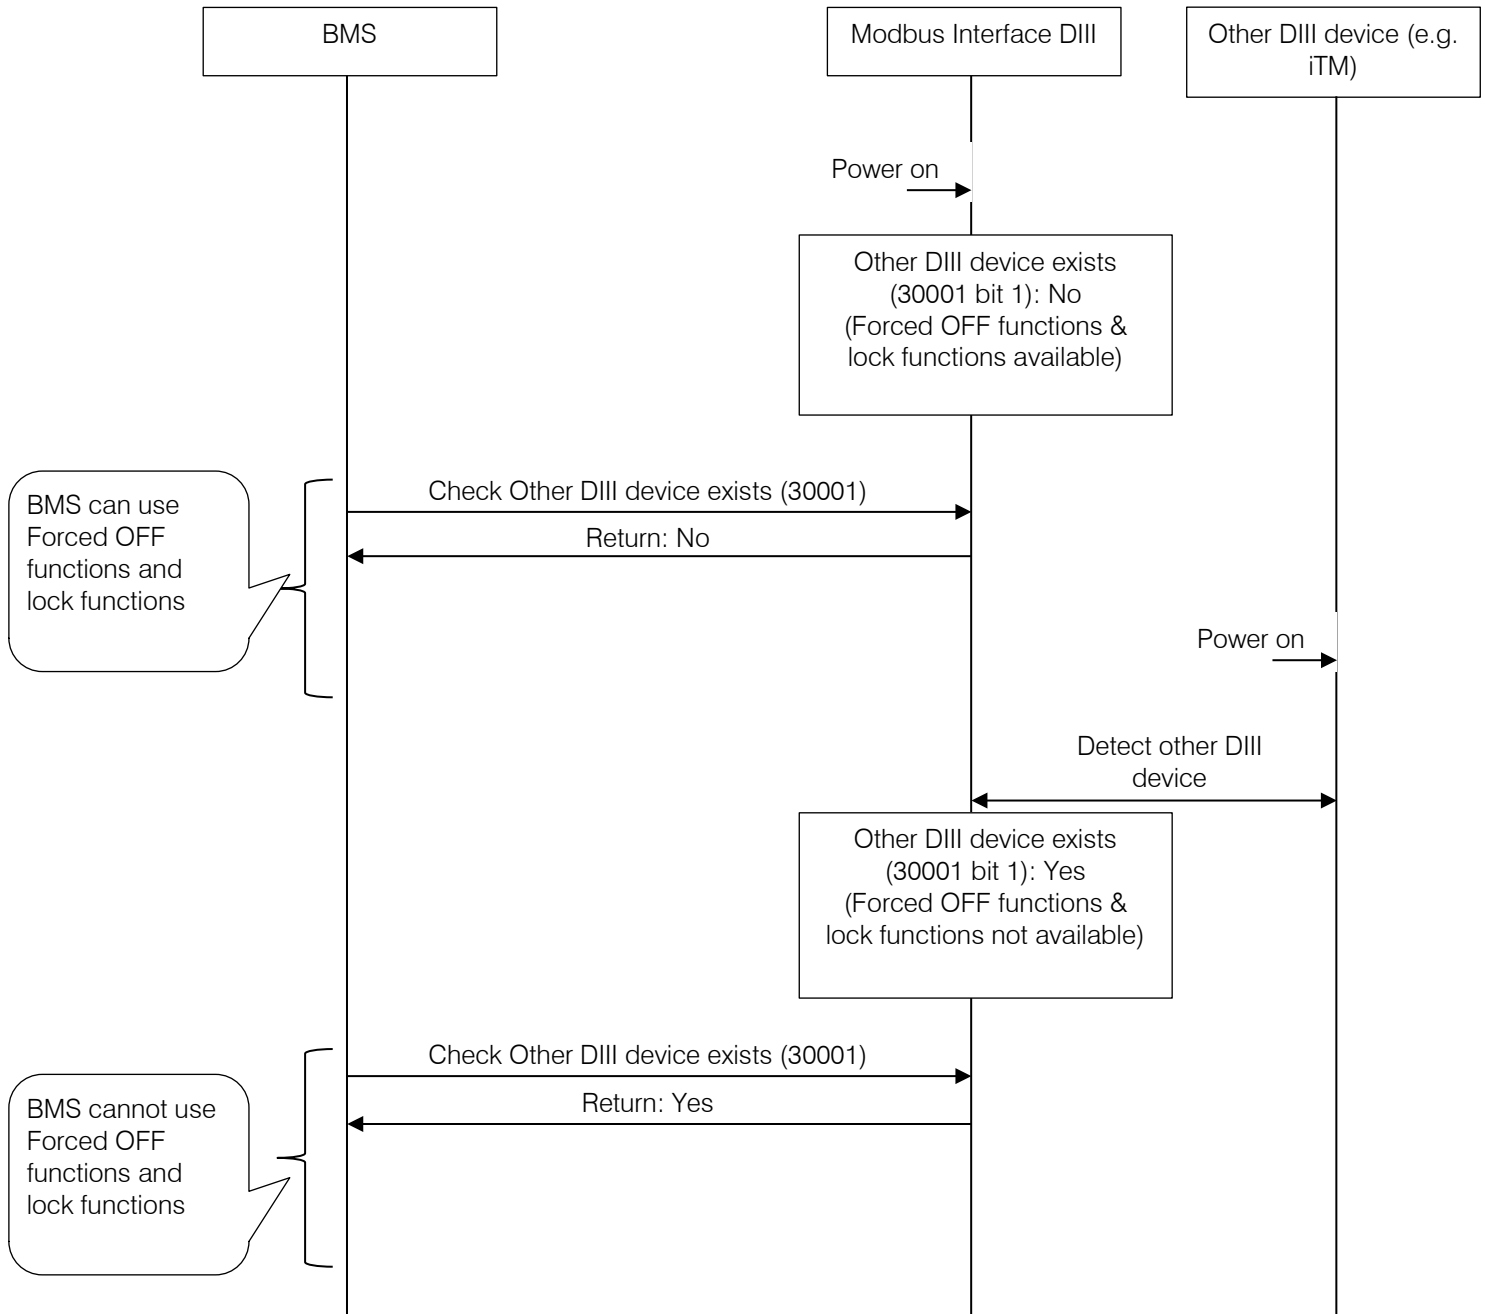 BMS
Modbus Interface DIII
Other DIII device (e.g.
iTM)
Power on
Other DIII device exists
(30001 bit 1): No
(Forced OFF functions &
lock functions available)
BMS can use
Forced OFF
functions and
lock functions
Check Other DIII device exists (30001)
Return: No
Power on
Detect other DIII
device
Other DIII device exists
(30001 bit 1): Yes
(Forced OFF functions &
lock functions not available)
Check Other DIII device exists (30001)
Return: Yes
BMS cannot use
Forced OFF
functions and
lock functions